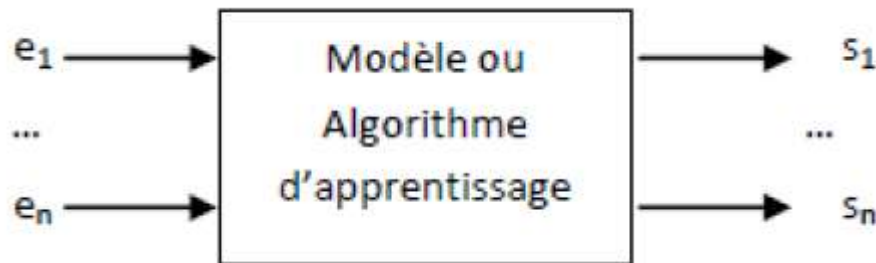 e₁ Modèle ou s₁
... Algorithme ...
eₙ d'apprentissage sₙ